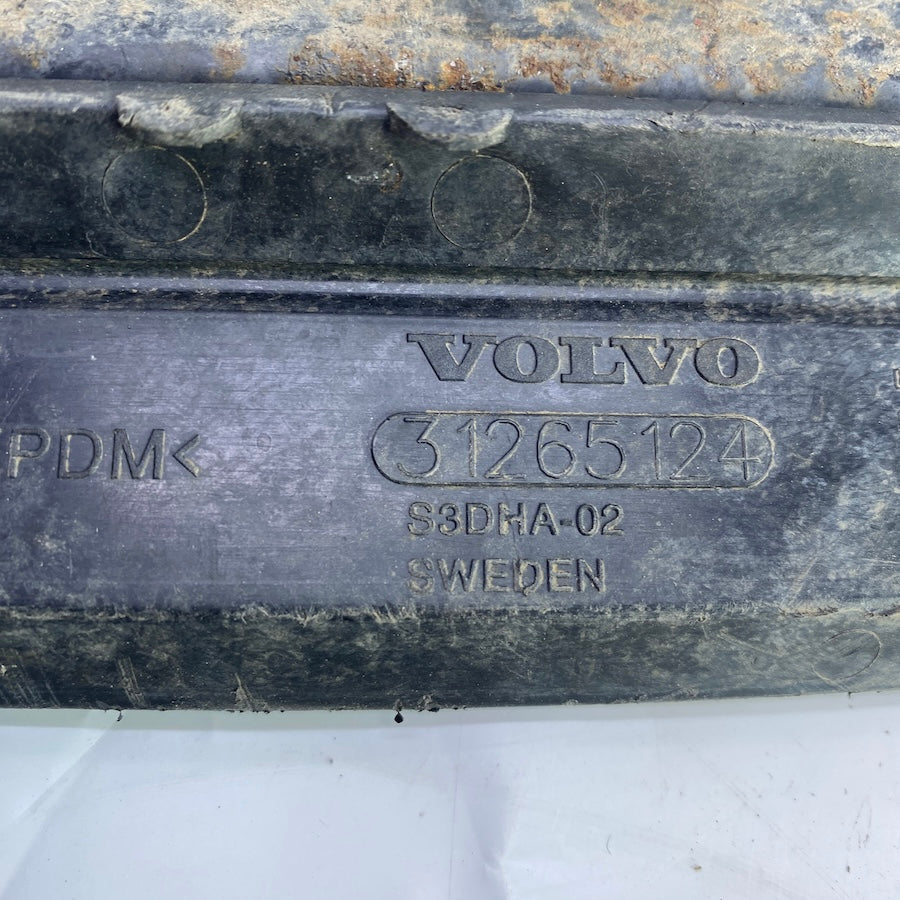 VOLVO
PDM< 31265124
S3DHA-02
SWEDEN